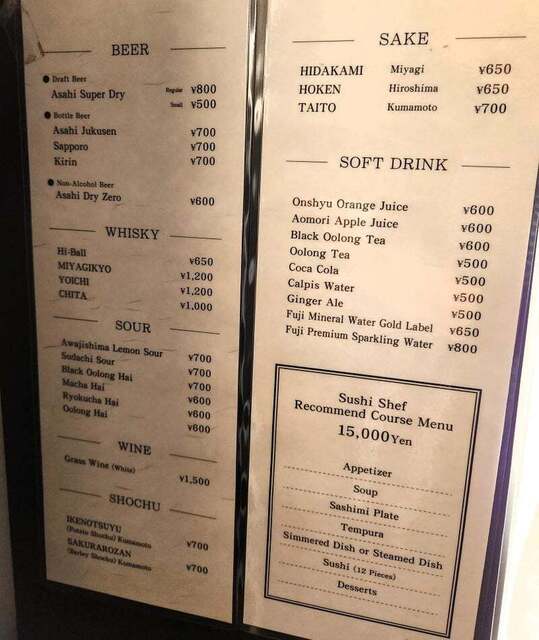 BEER
● Draft Beer
Asahi Super Dry Regular ¥800
Small ¥500
● Bottle Beer
Asahi Jukusen ¥700
Sapporo ¥700
Kirin ¥700
● Non-Alcohol Beer
Asahi Dry Zero ¥600
WHISKY
Hi-Ball ¥650
MIYAGIKYO ¥1,200
YOICHI ¥1,200
CHITA ¥1,000
SOUR
Awajishima Lemon Sour ¥700
Sudachi Sour ¥700
Black Oolong Hai ¥700
Macha Hai ¥600
Ryokucha Hai ¥600
Oolong Hai ¥600
WINE
Grass Wine (White) ¥1,500
SHOCHU
IKENOTSUYU
(Potato Shochu) Kumamoto ¥700
SAKURAROZAN
(Barley Shochu) Kumamoto ¥700
SAKE
HIDAKAMI Miyagi ¥650
HOKEN Hiroshima ¥650
TAITO Kumamoto ¥700
SOFT DRINK
Onshyu Orange Juice ¥600
Aomori Apple Juice ¥600
Black Oolong Tea ¥600
Oolong Tea ¥500
Coca Cola ¥500
Calpis Water ¥500
Ginger Ale ¥500
Fuji Mineral Water Gold Label ¥650
Fuji Premium Sparkling Water ¥800
Sushi Shef
Recommend Course Menu
15,000Yen
Appetizer
Soup
Sashimi Plate
Tempura
Simmered Dish or Steamed Dish
Sushi (12 Pieces)
Desserts